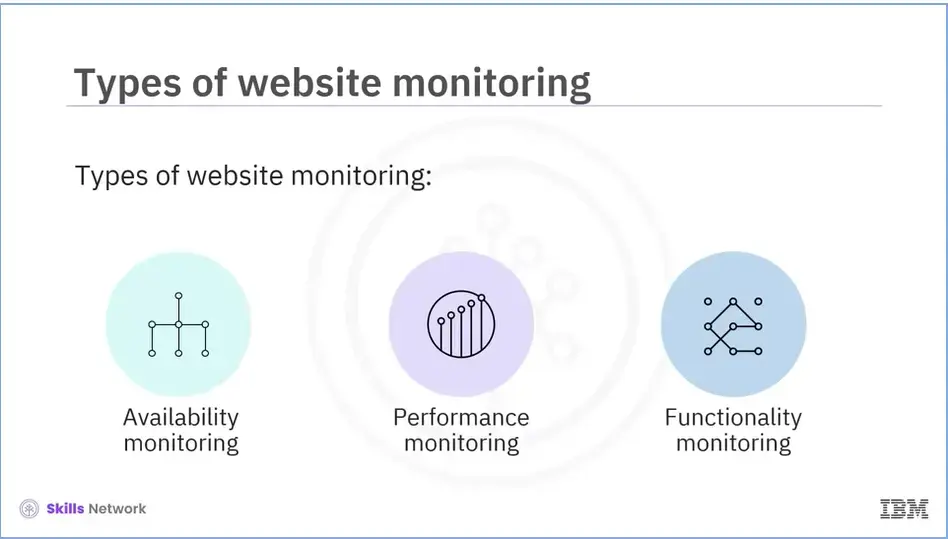 Types of website monitoring
Types of website monitoring:
Availability
monitoring
Performance
monitoring
Functionality
monitoring
Skills Network
IBM